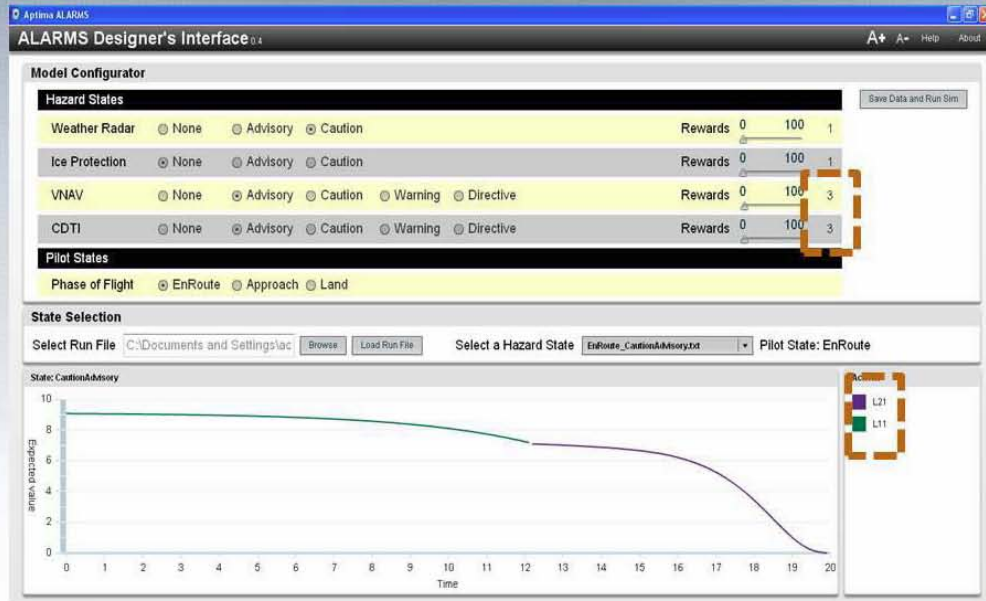 Aptima ALARMS
ALARMS Designer's Interface 0.4 A+ A- Help About
Model Configurator
Hazard States Save Data and Run Sim
Weather Radar None Advisory Caution Rewards 0 100 1
Ice Protection None Advisory Caution Rewards 0 100 1
VNAV None Advisory Caution Warning Directive Rewards 0 100 3
CDTI None Advisory Caution Warning Directive Rewards 0 100 3
Pilot States
Phase of Flight EnRoute Approach Land
State Selection
Select Run File C:\Documents and Settings\ac Browse Load Run File Select a Hazard State EnRoute_CautionAdvisory.txt Pilot State: EnRoute
State: CautionAdvisory
L21
L11
10
8
6
4
2
0
Expected value
0 1 2 3 4 5 6 7 8 9 10 11 12 13 14 15 16 17 18 19 20
Time